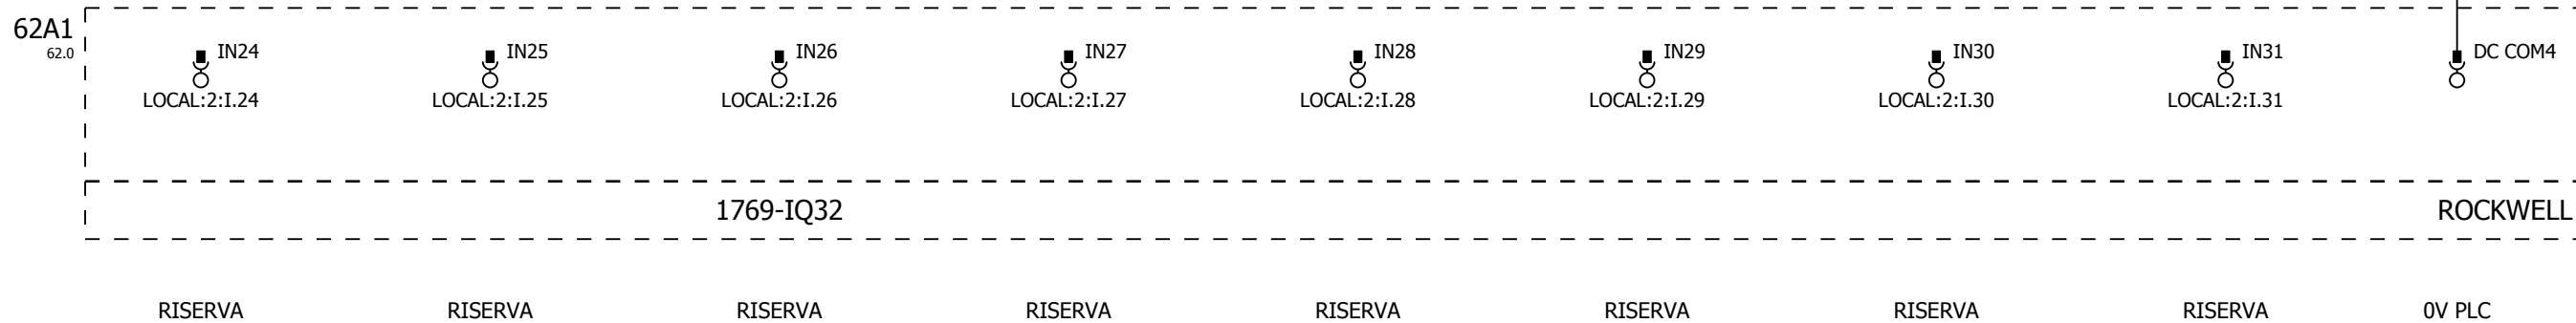 62A1
62.0
IN24 IN25 IN26 IN27 IN28 IN29 IN30 IN31 DC COM4
LOCAL:2:I.24 LOCAL:2:I.25 LOCAL:2:I.26 LOCAL:2:I.27 LOCAL:2:I.28 LOCAL:2:I.29 LOCAL:2:I.30 LOCAL:2:I.31
1769-IQ32 ROCKWELL
RISERVA RISERVA RISERVA RISERVA RISERVA RISERVA RISERVA RISERVA 0V PLC